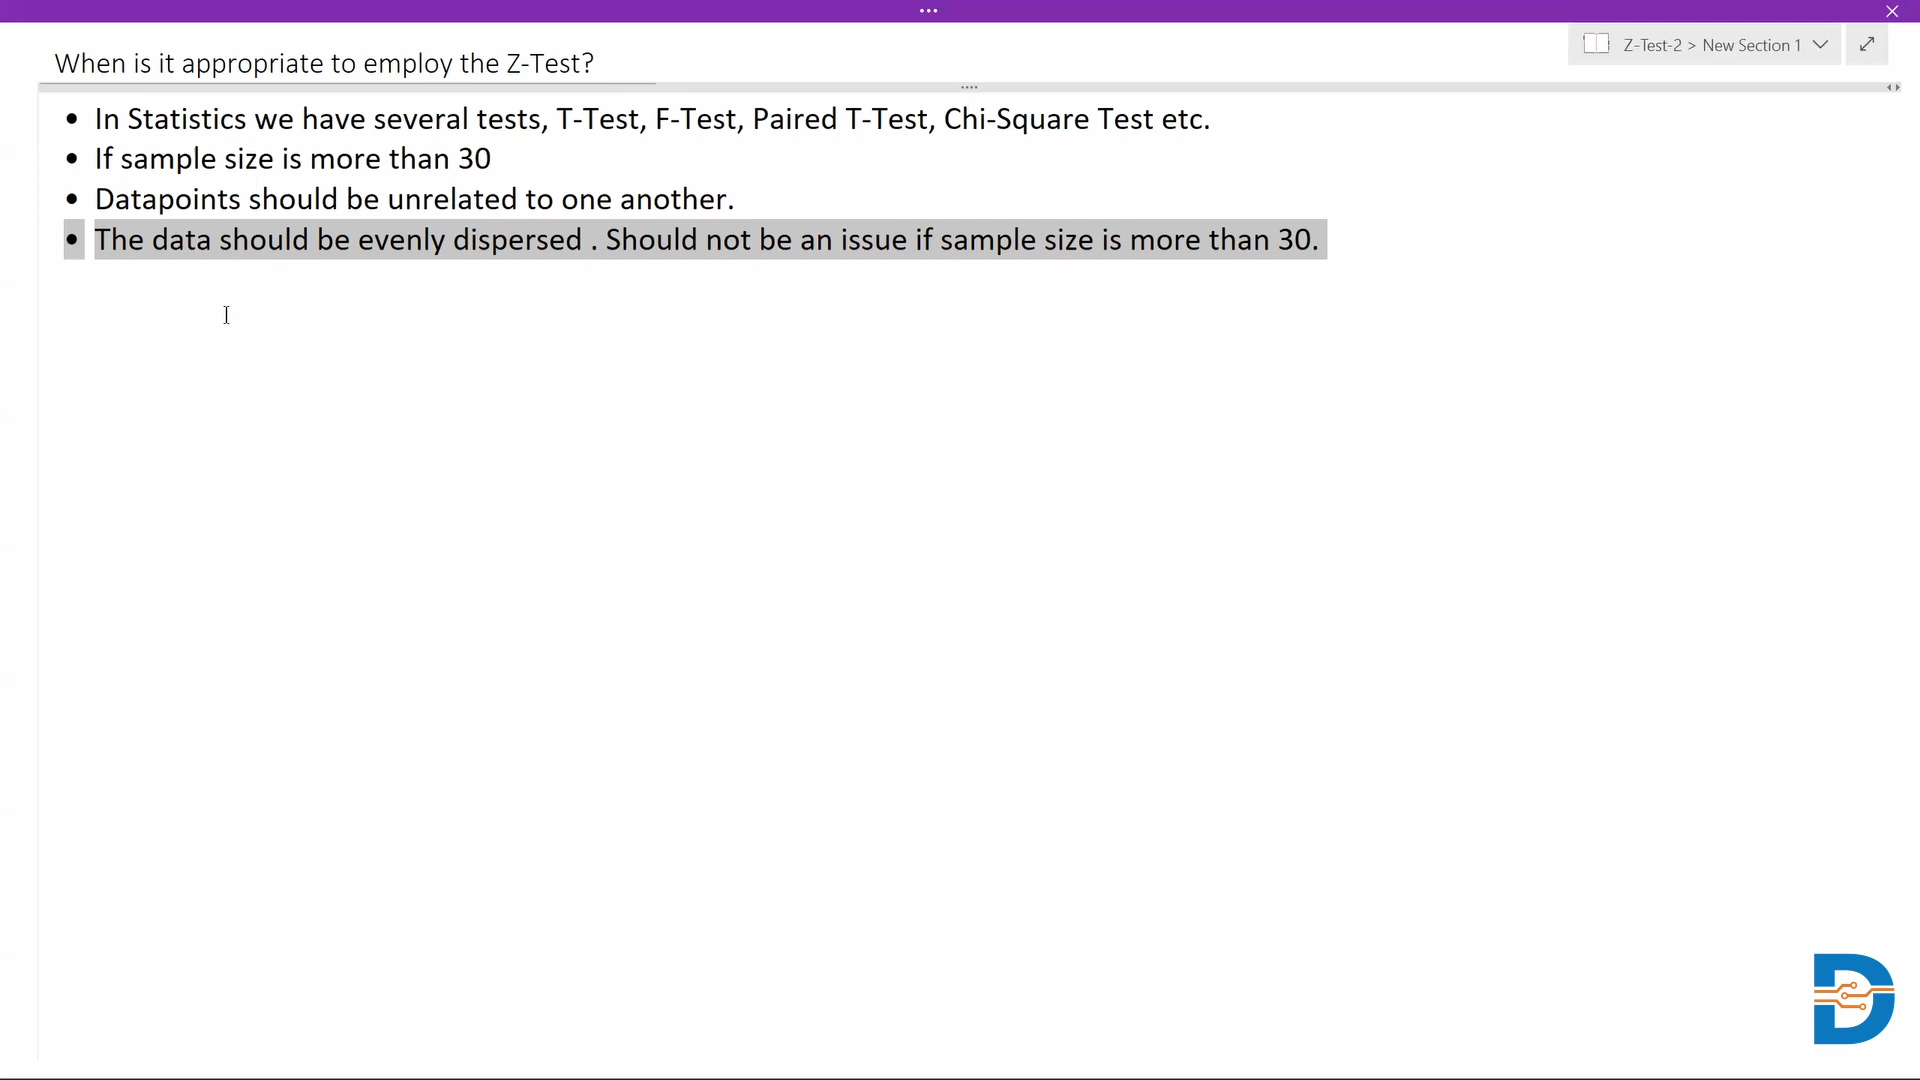 When is it appropriate to employ the Z-Test?
Z-Test-2 > New Section 1
• In Statistics we have several tests, T-Test, F-Test, Paired T-Test, Chi-Square Test etc.
• If sample size is more than 30
• Datapoints should be unrelated to one another.
• The data should be evenly dispersed . Should not be an issue if sample size is more than 30.